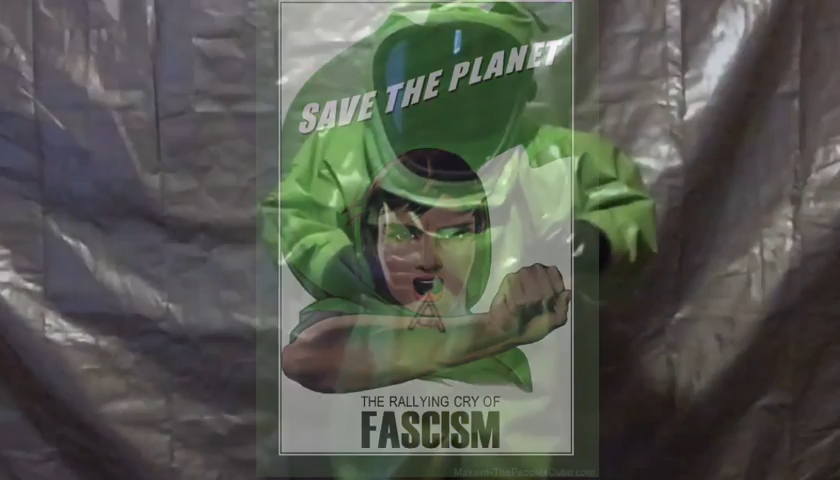 SAVE THE PLANET
THE RALLYING CRY OF
FASCISM